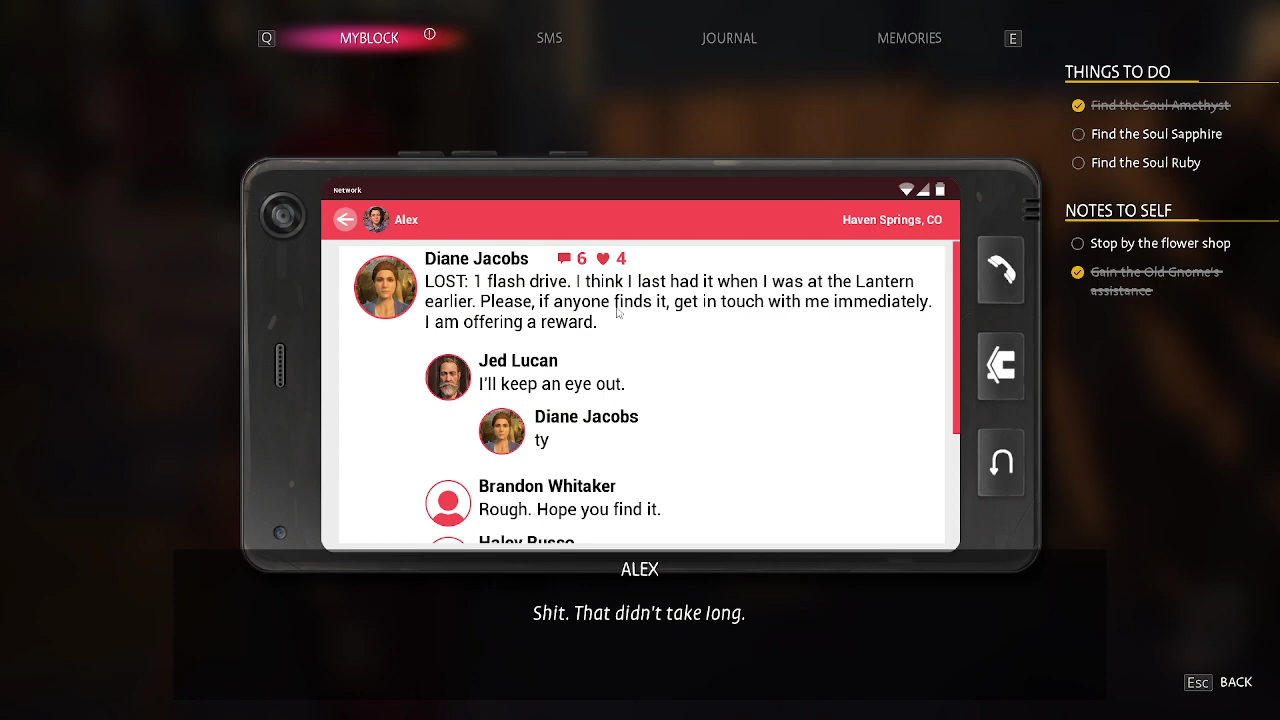 Q
MYBLOCK
SMS
JOURNAL
MEMORIES
E
THINGS TO DO
Find the Soul Amethyst
Find the Soul Sapphire
Find the Soul Ruby
NOTES TO SELF
Stop by the flower shop
Gain the Old Gnome's
assistance
Network
Alex
Haven Springs, CO
Diane Jacobs 6 4
LOST: 1 flash drive. I think I last had it when I was at the Lantern
earlier. Please, if anyone finds it, get in touch with me immediately.
I am offering a reward.
Jed Lucan
I'll keep an eye out.
Diane Jacobs
ty
Brandon Whitaker
Rough. Hope you find it.
Haley Russo
ALEX
Shit. That didn't take long.
Esc BACK